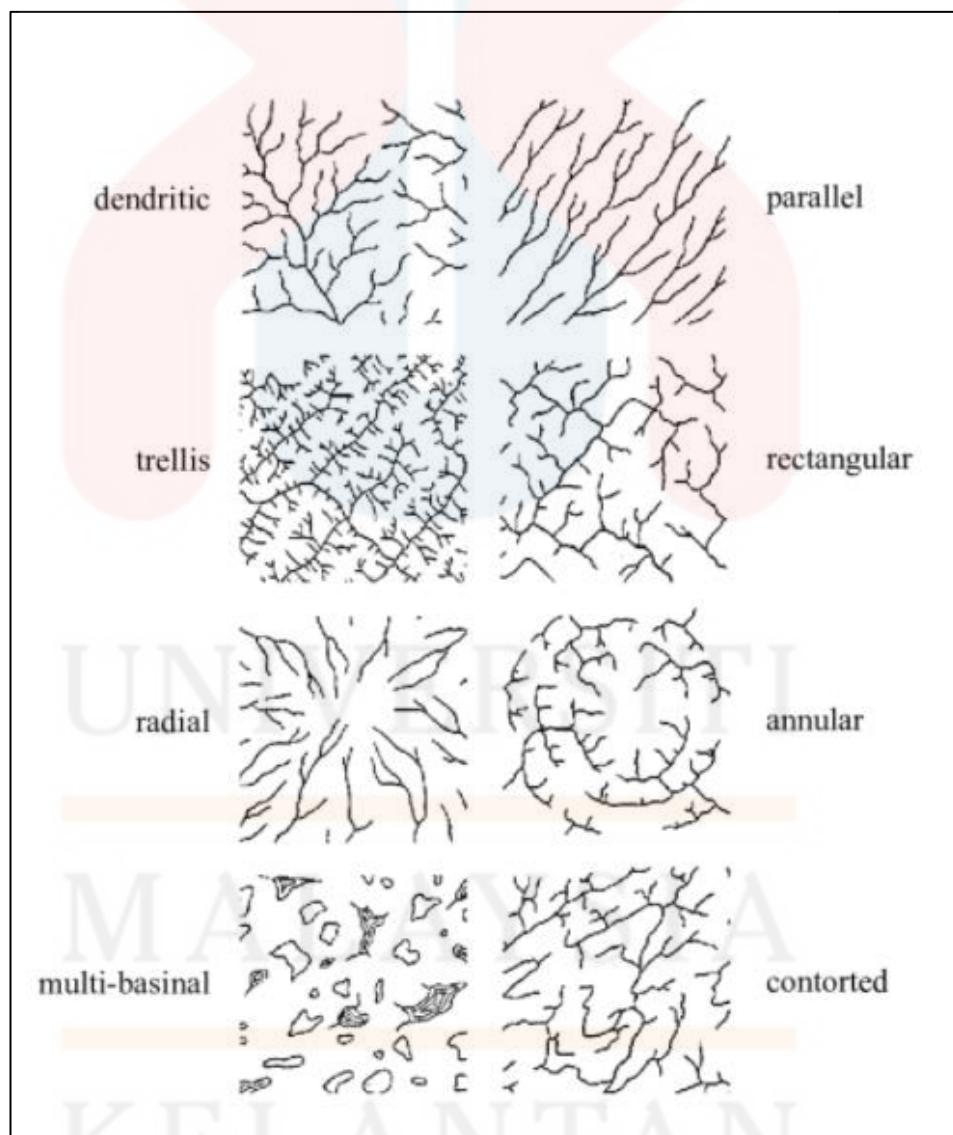 dendritic
parallel
trellis
rectangular
UNIVERSITI
radial
annular
MALAYSIA
multi-basinal
contorted
KELANTAN